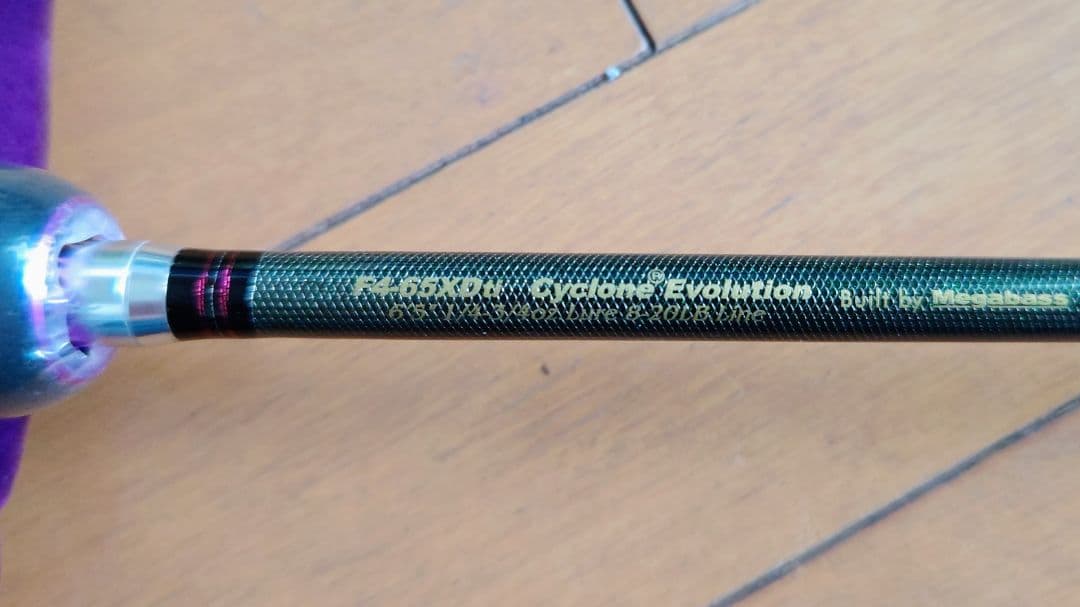 F4-65XDti Cyclone® Evolution Built by Megabass
6'5" 1/4-3/4oz Lure 8-20LB Line